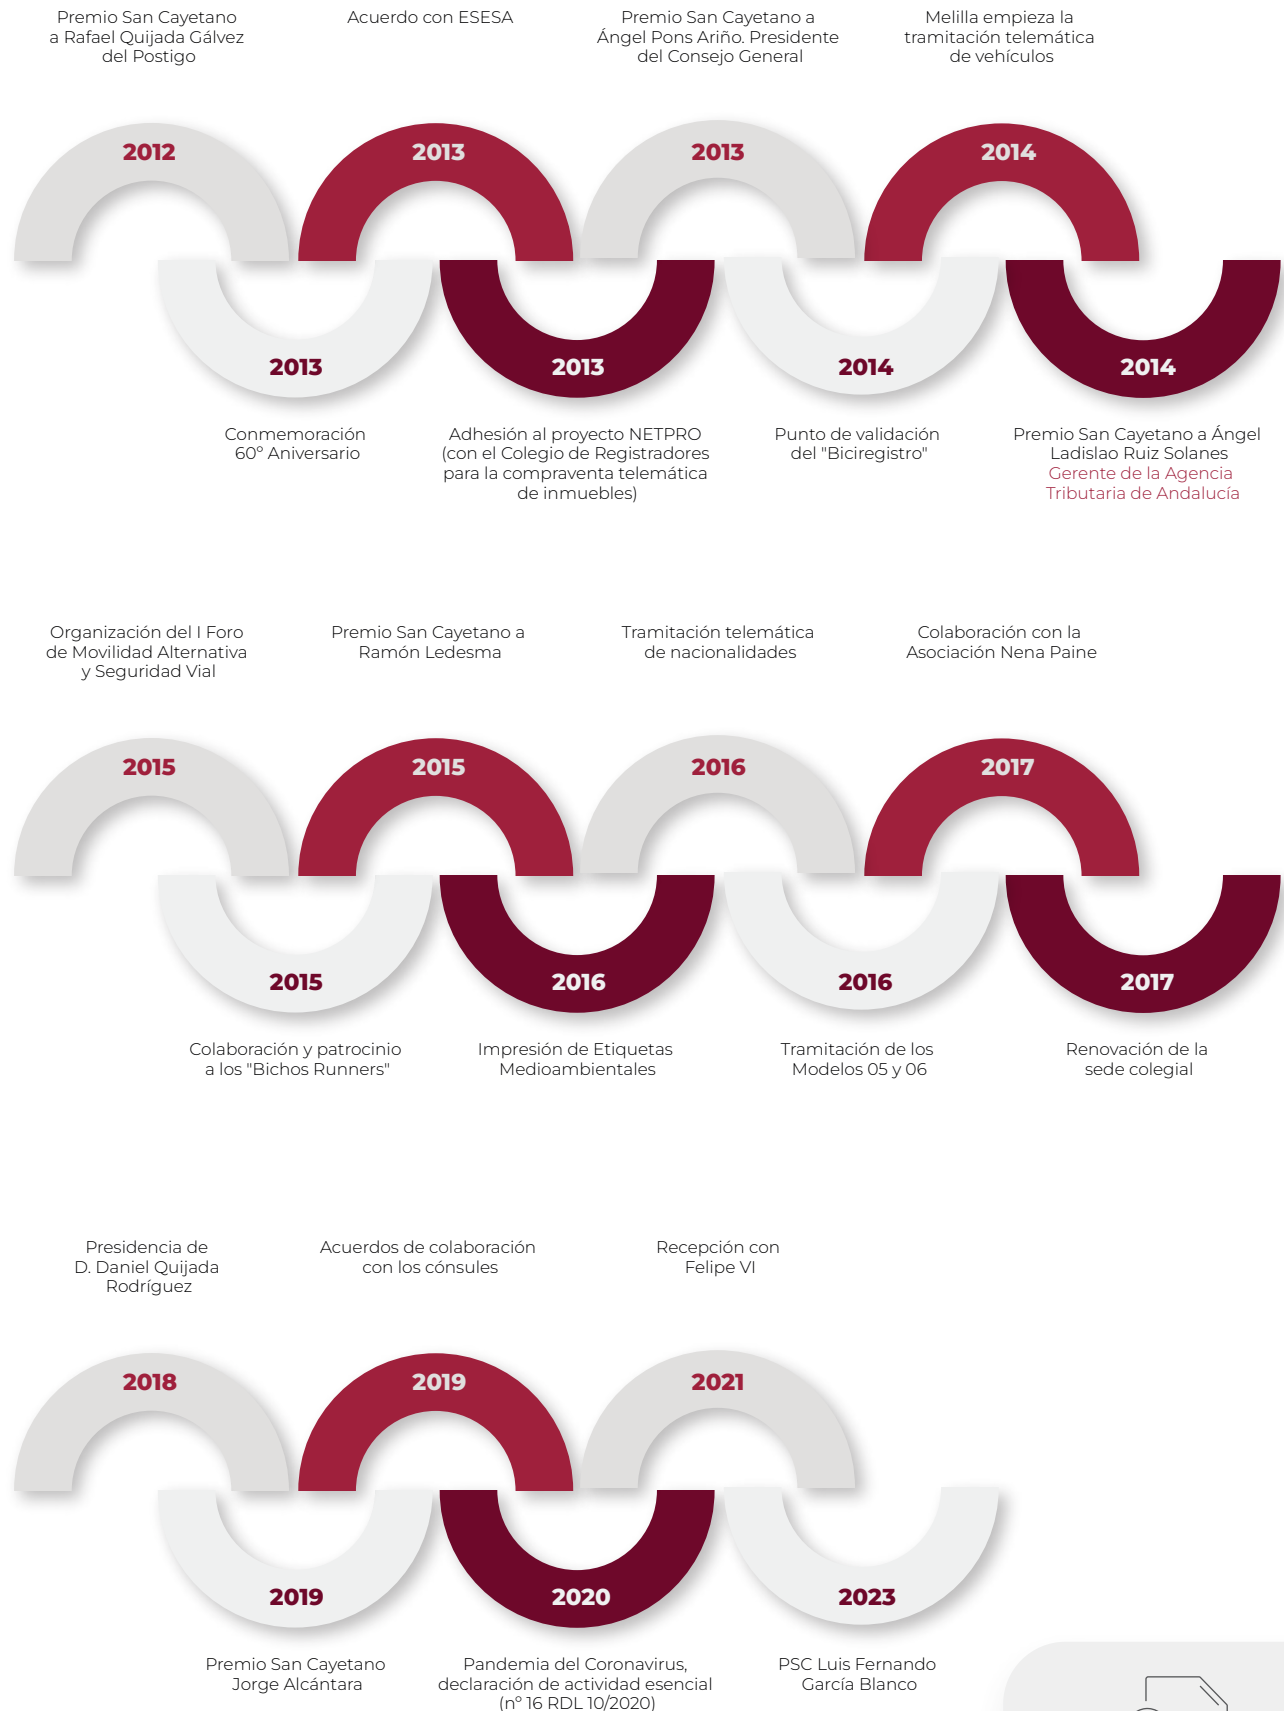 Premio San Cayetano
a Rafael Quijada Gálvez
del Postigo
2012
2013
Conmemoración
60º Aniversario
Acuerdo con ESESA
2013
2013
Adhesión al proyecto NETPRO
(con el Colegio de Registradores
para la compraventa telemática
de inmuebles)
Premio San Cayetano a
Ángel Pons Ariño. Presidente
del Consejo General
2013
2014
Punto de validación
del "Biciregistro"
Melilla empieza la
tramitación telemática
de vehículos
2014
2014
Premio San Cayetano a Ángel
Ladislao Ruiz Solanes
Gerente de la Agencia
Tributaria de Andalucía
Organización del I Foro
de Movilidad Alternativa
y Seguridad Vial
2015
2015
Colaboración y patrocinio
a los "Bichos Runners"
Premio San Cayetano a
Ramón Ledesma
2015
2016
Impresión de Etiquetas
Medioambientales
Tramitación telemática
de nacionalidades
2016
2016
Tramitación de los
Modelos 05 y 06
Colaboración con la
Asociación Nena Paine
2017
2017
Renovación de la
sede colegial
Presidencia de
D. Daniel Quijada
Rodríguez
2018
2019
Premio San Cayetano
Jorge Alcántara
Acuerdos de colaboración
con los cónsules
2019
2020
Pandemia del Coronavirus,
declaración de actividad esencial
(nº 16 RDL 10/2020)
Recepción con
Felipe VI
2021
2023
PSC Luis Fernando
García Blanco